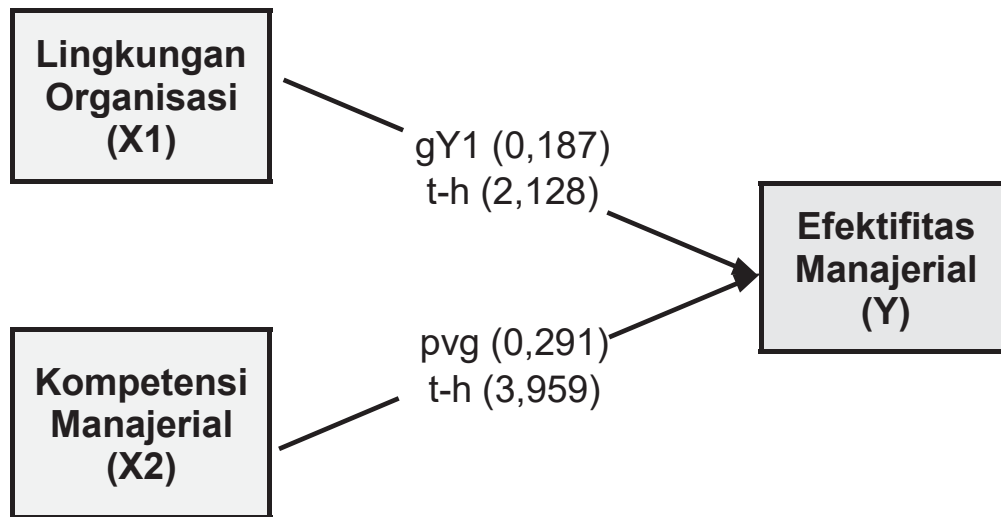 Lingkungan
Organisasi
(X1)
gY1 (0,187)
t-h (2,128)
Efektifitas
Manajerial
(Y)
pvg (0,291)
t-h (3,959)
Kompetensi
Manajerial
(X2)